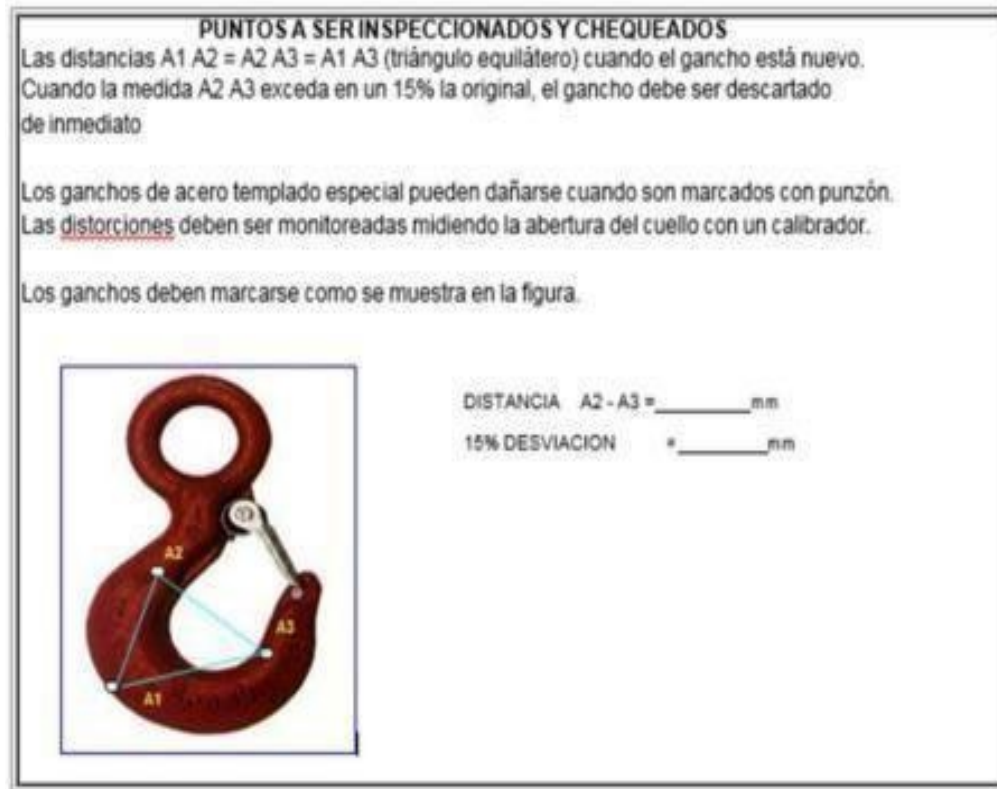 PUNTOS A SER INSPECCIONADOS Y CHEQUEADOS
Las distancias A1 A2 = A2 A3 = A1 A3 (triángulo equilátero) cuando el gancho está nuevo.
Cuando la medida A2 A3 exceda en un 15% la original, el gancho debe ser descartado
de inmediato
Los ganchos de acero templado especial pueden dañarse cuando son marcados con punzón.
Las distorciones deben ser monitoreadas midiendo la abertura del cuello con un calibrador.
Los ganchos deben marcarse como se muestra en la figura.
DISTANCIA A2 - A3 =_________mm
15% DESVIACION =_________mm
A2
A3
A1